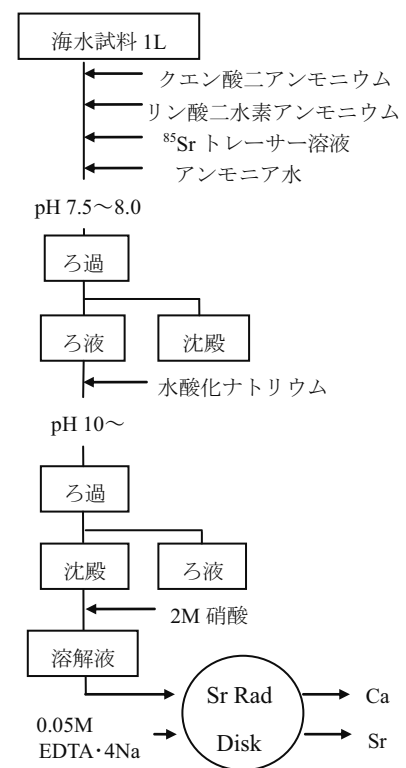 海水試料 1L
クエン酸二アンモニウム
リン酸二水素アンモニウム
⁸⁵Sr トレーサー溶液
アンモニア水
pH 7.5～8.0
ろ過
ろ液
沈殿
水酸化ナトリウム
pH 10～
ろ過
沈殿
ろ液
2M 硝酸
溶解液
Sr Rad
Disk
Ca
Sr
0.05M
EDTA・4Na